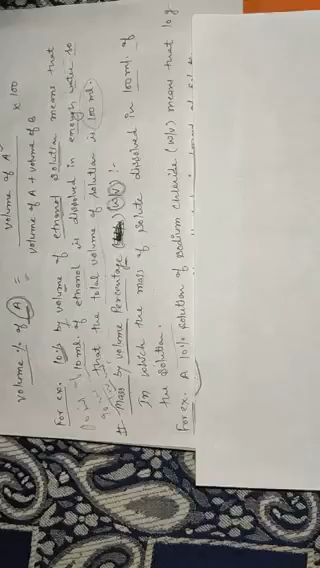 volume % of A = volume of A / volume of A + volume of B × 100
For ex. 10% by volume of ethanol solution means that
10 ml. of ethanol is dissolved in enough water so
that the total volume of solution is 100 ml.
Mass by volume Percentage (W/V) :-
In which the mass of solute dissolved in 100 ml. of
the solution.
For ex. A 10% solution of sodium chloride (w/v) means that 10 g